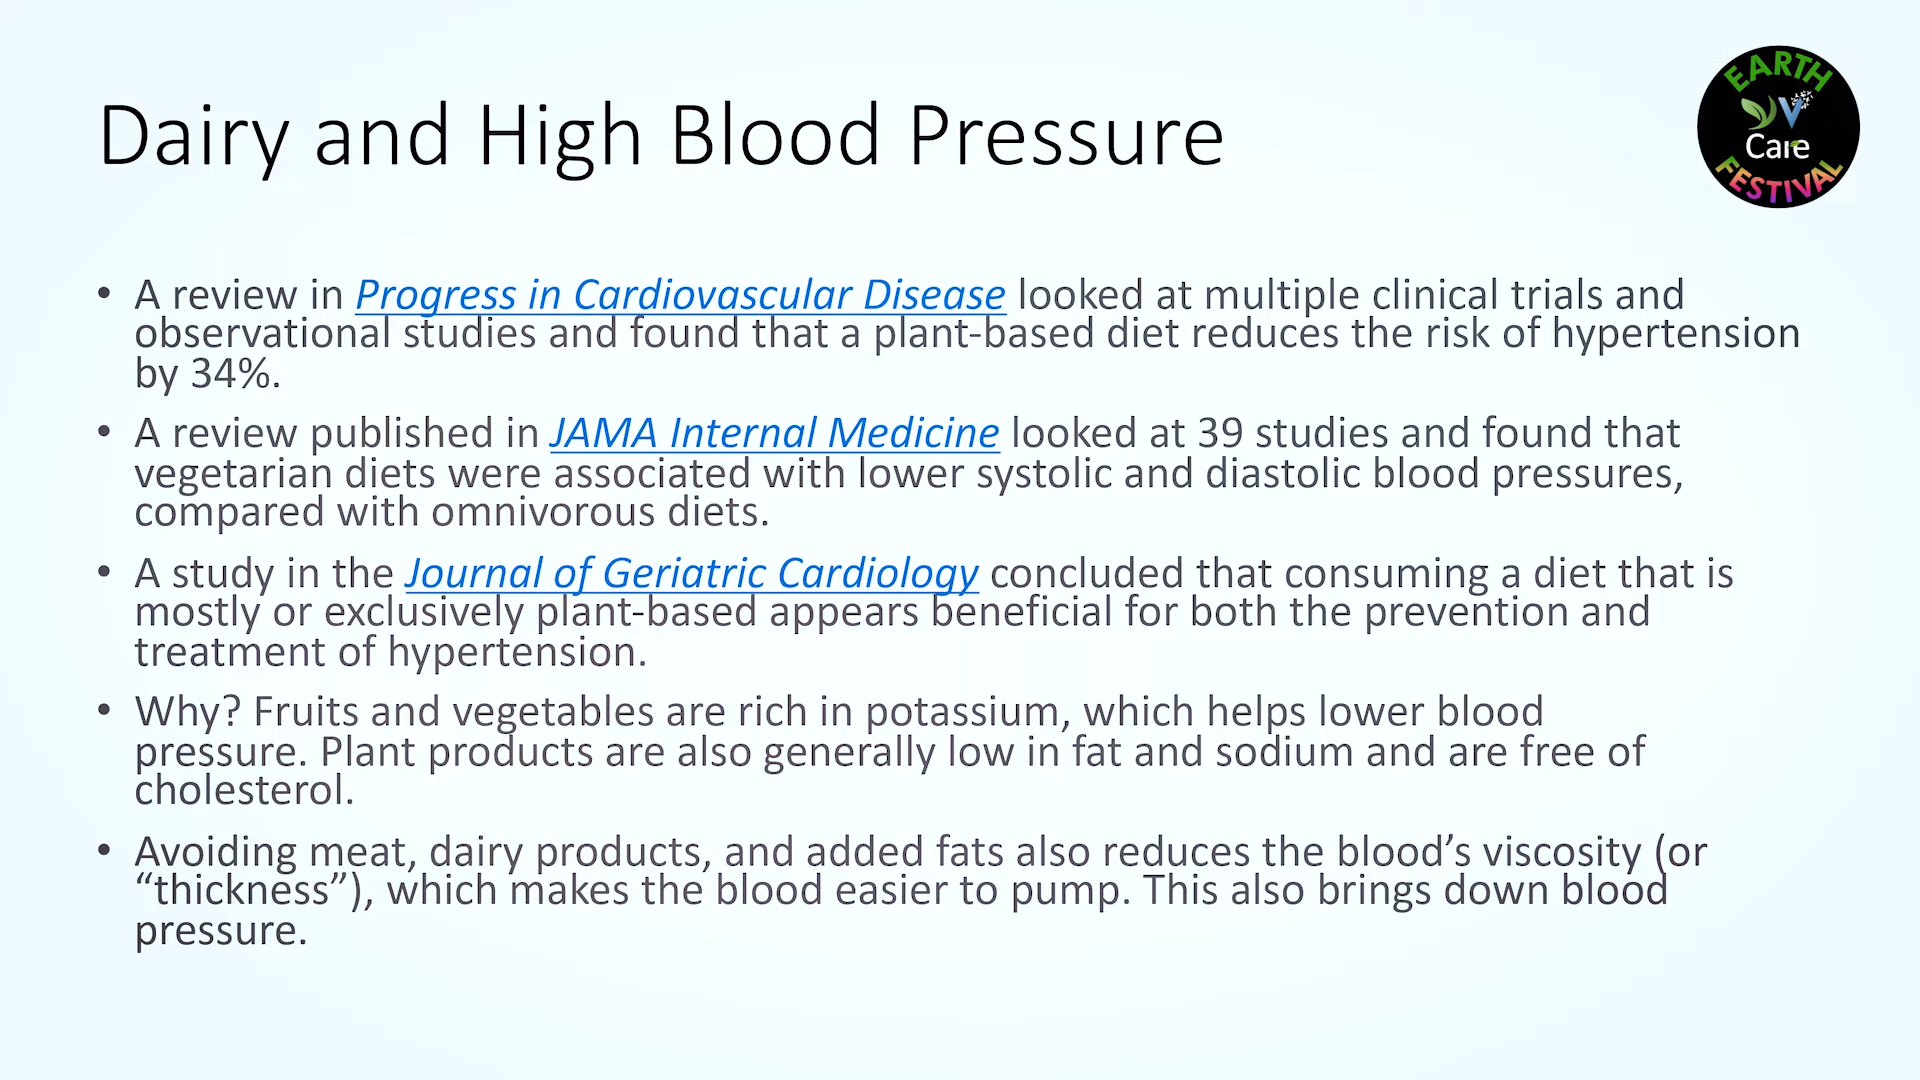 Dairy and High Blood Pressure
EARTH
V
Care
FESTIVAL
• A review in Progress in Cardiovascular Disease looked at multiple clinical trials and
observational studies and found that a plant-based diet reduces the risk of hypertension
by 34%.
• A review published in JAMA Internal Medicine looked at 39 studies and found that
vegetarian diets were associated with lower systolic and diastolic blood pressures,
compared with omnivorous diets.
• A study in the Journal of Geriatric Cardiology concluded that consuming a diet that is
mostly or exclusively plant-based appears beneficial for both the prevention and
treatment of hypertension.
• Why? Fruits and vegetables are rich in potassium, which helps lower blood
pressure. Plant products are also generally low in fat and sodium and are free of
cholesterol.
• Avoiding meat, dairy products, and added fats also reduces the blood’s viscosity (or
“thickness”), which makes the blood easier to pump. This also brings down blood
pressure.